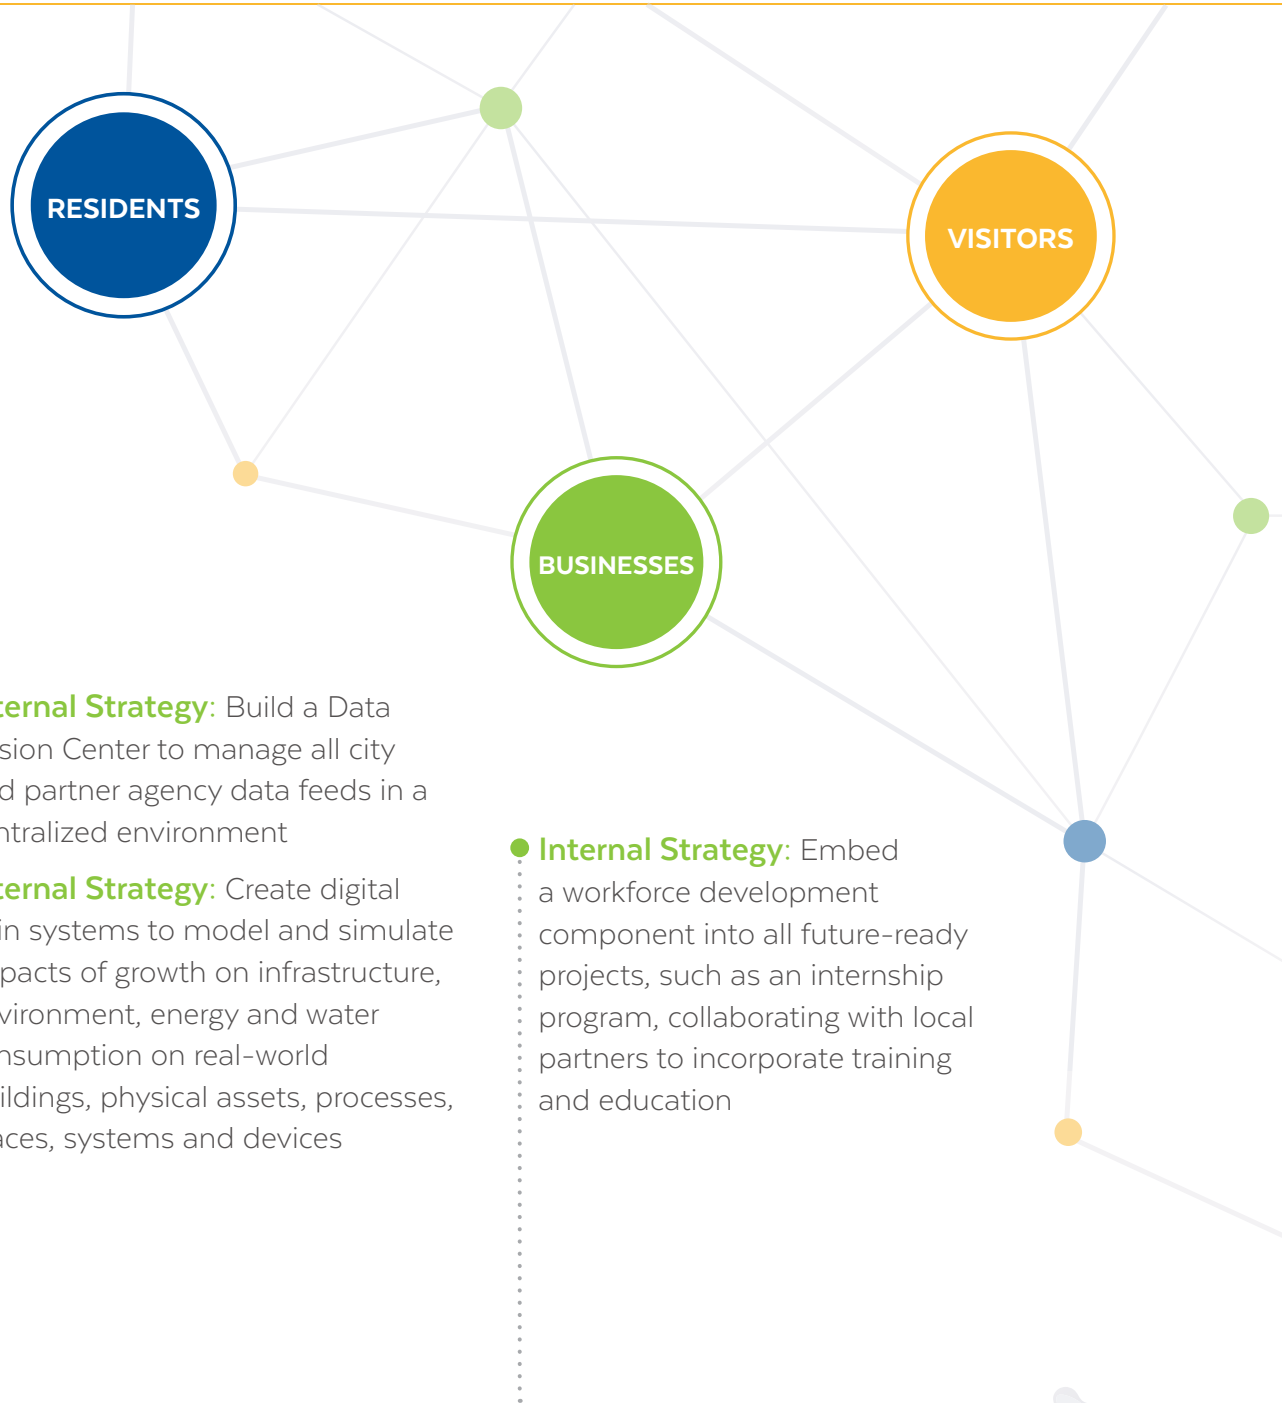 RESIDENTS
VISITORS
BUSINESSES
ternal Strategy: Build a Data
sion Center to manage all city
d partner agency data feeds in a
ntralized environment
ternal Strategy: Create digital
in systems to model and simulate
pacts of growth on infrastructure,
vironment, energy and water
nsumption on real-world
ildings, physical assets, processes,
aces, systems and devices
Internal Strategy: Embed
a workforce development
component into all future-ready
projects, such as an internship
program, collaborating with local
partners to incorporate training
and education